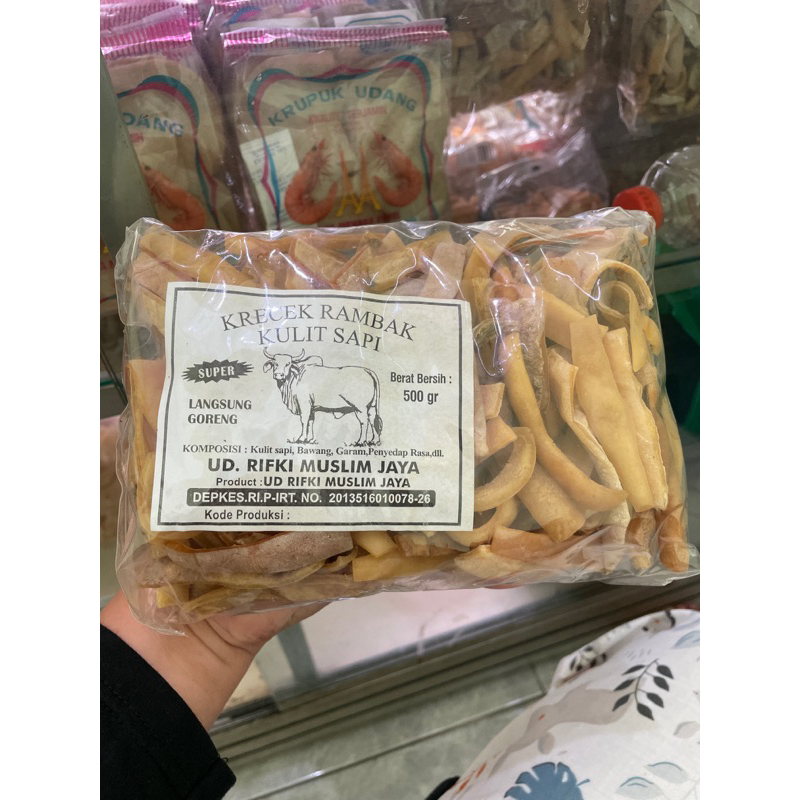 DANG
KRUPUK UDANG
KRECEK RAMBAK
KULIT SAPI
SUPER
Berat Bersih :
500 gr
LANGSUNG
GORENG
KOMPOSISI : Kulit sapi, Bawang, Garam,Penyedap Rasa,dll.
UD. RIFKI MUSLIM JAYA
Product :UD RIFKI MUSLIM JAYA
DEPKES.RI.P-IRT. NO. 2013516010078-26
Kode Produksi :